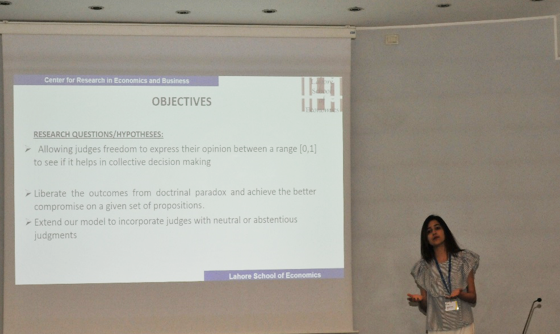 Center for Research in Economics and Business
OBJECTIVES
RESEARCH QUESTIONS/HYPOTHESES:
➢ Allowing judges freedom to express their opinion between a range [0,1]
to see if it helps in collective decision making
➢ Liberate the outcomes from doctrinal paradox and achieve the better
compromise on a given set of propositions.
➢ Extend our model to incorporate judges with neutral or abstentious
judgments
Lahore School of Economics